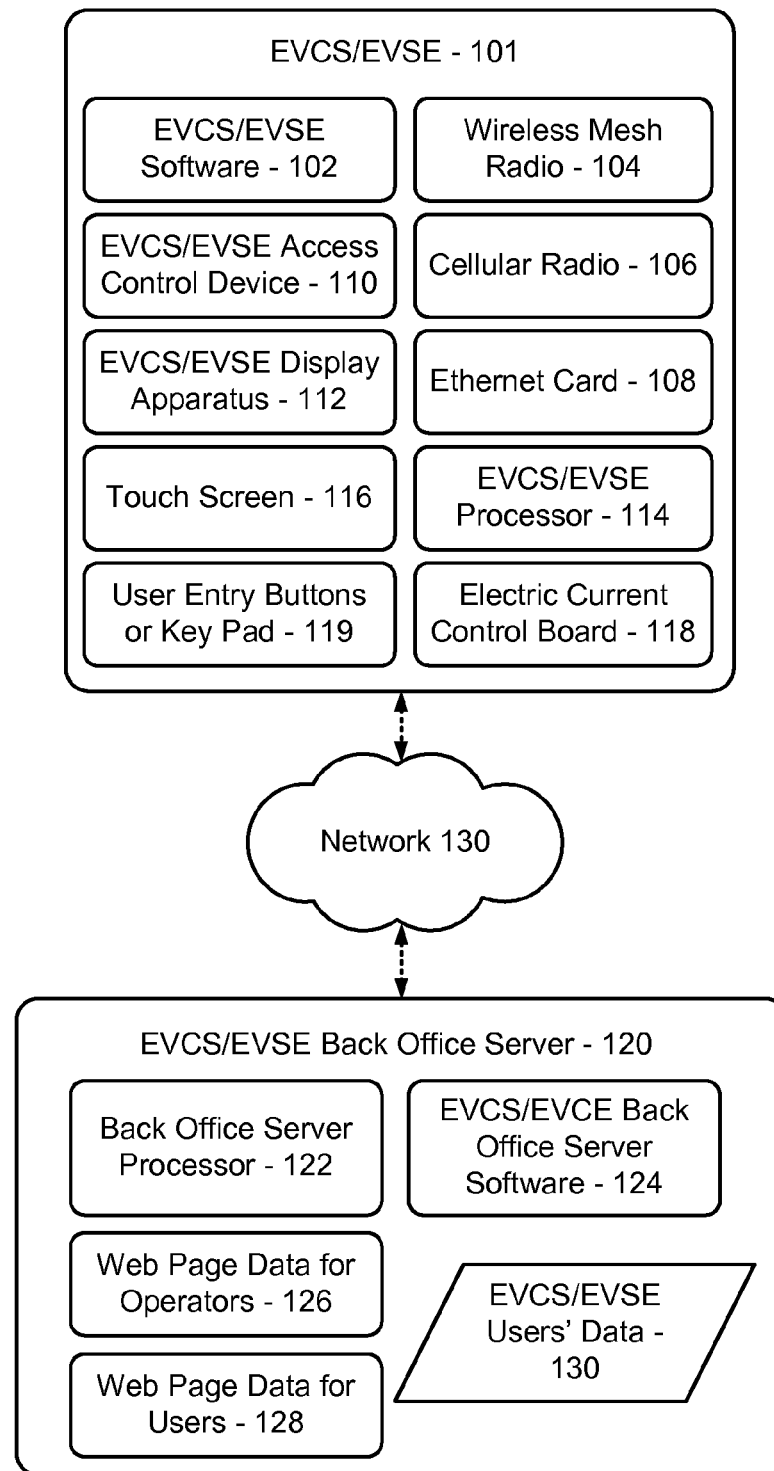 EVCS/EVSE - 101
EVCS/EVSE
Software - 102
Wireless Mesh
Radio - 104
EVCS/EVSE Access
Control Device - 110
Cellular Radio - 106
EVCS/EVSE Display
Apparatus - 112
Ethernet Card - 108
Touch Screen - 116
EVCS/EVSE
Processor - 114
User Entry Buttons
or Key Pad - 119
Electric Current
Control Board - 118
Network 130
EVCS/EVSE Back Office Server - 120
Back Office Server
Processor - 122
EVCS/EVCE Back
Office Server
Software - 124
Web Page Data for
Operators - 126
EVCS/EVSE
Users' Data -
130
Web Page Data for
Users - 128